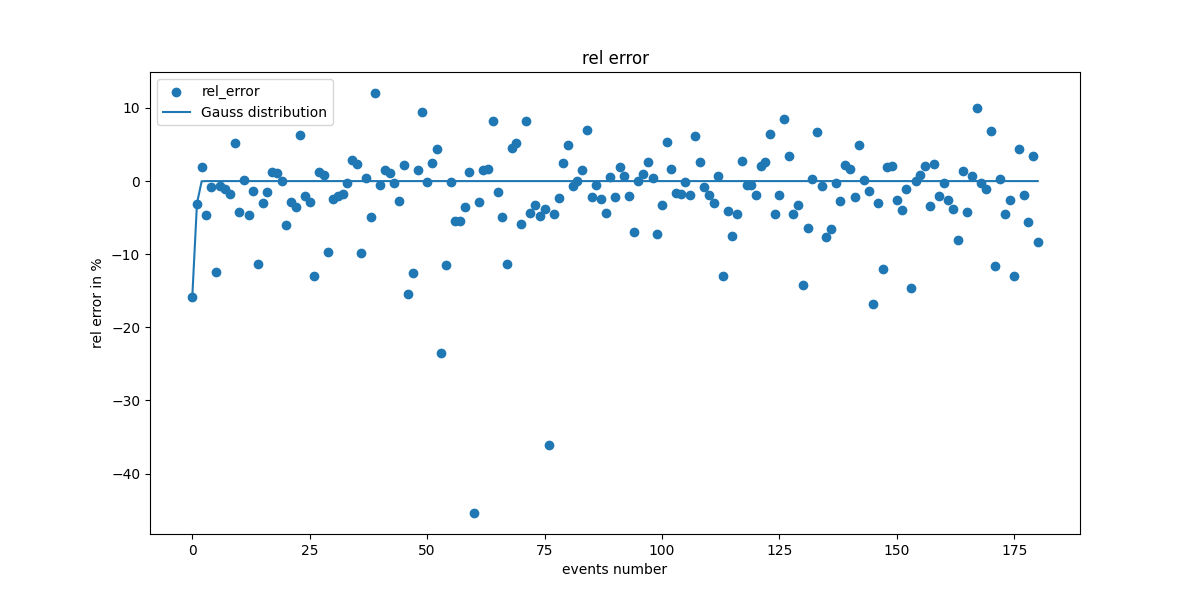 rel error
rel_error
Gauss distribution
rel error in %
10
0
−10
−20
−30
−40
0
25
50
75
100
125
150
175
events number